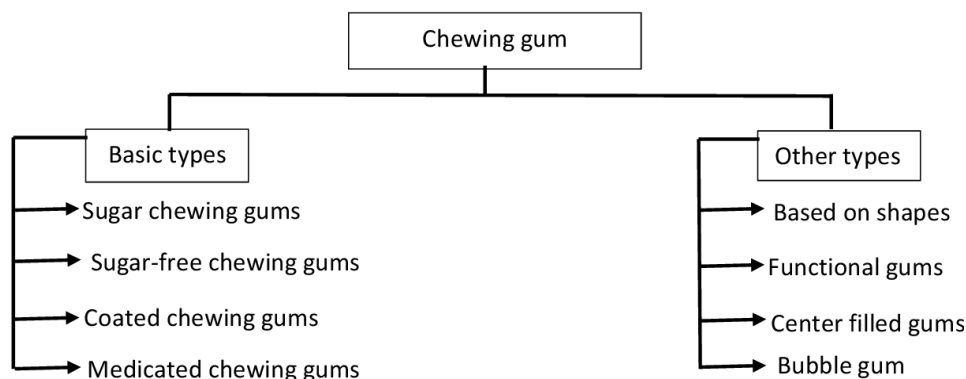 Chewing gum
Basic types
Sugar chewing gums
Sugar-free chewing gums
Coated chewing gums
Medicated chewing gums
Other types
Based on shapes
Functional gums
Center filled gums
Bubble gum